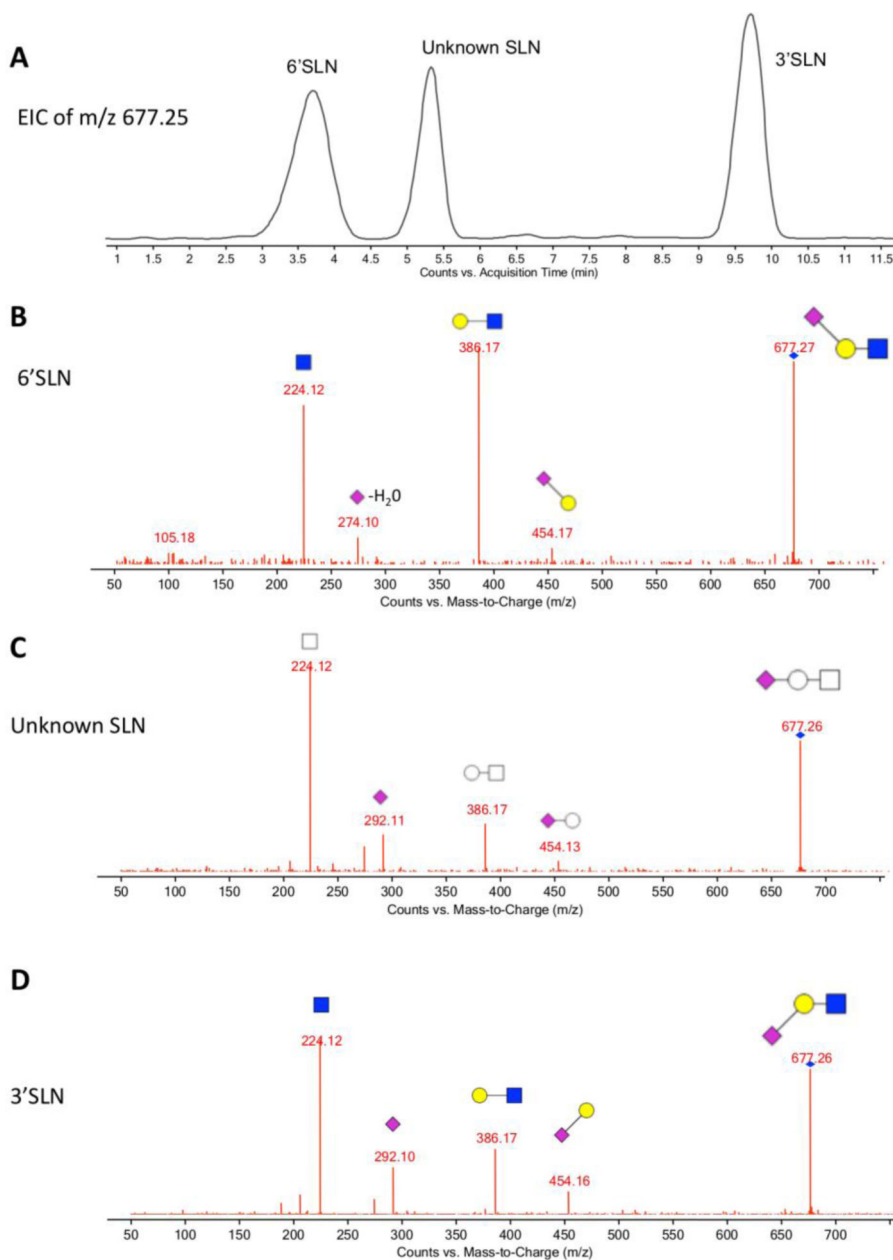 A
6'SLN
Unknown SLN
3'SLN
EIC of m/z 677.25
1 1.5 2 2.5 3 3.5 4 4.5 5 5.5 6 6.5 7 7.5 8 8.5 9 9.5 10 10.5 11 11.5
Counts vs. Acquisition Time (min)
B
6'SLN
386.17
677.27
224.12
-H20
274.10
454.17
105.18
50 100 150 200 250 300 350 400 450 500 550 600 650 700
Counts vs. Mass-to-Charge (m/z)
C
Unknown SLN
224.12
677.26
292.11
386.17
454.13
50 100 150 200 250 300 350 400 450 500 550 600 650 700
Counts vs. Mass-to-Charge (m/z)
D
3'SLN
224.12
677.26
386.17
292.10
454.16
50 100 150 200 250 300 350 400 450 500 550 600 650 700
Counts vs. Mass-to-Charge (m/z)